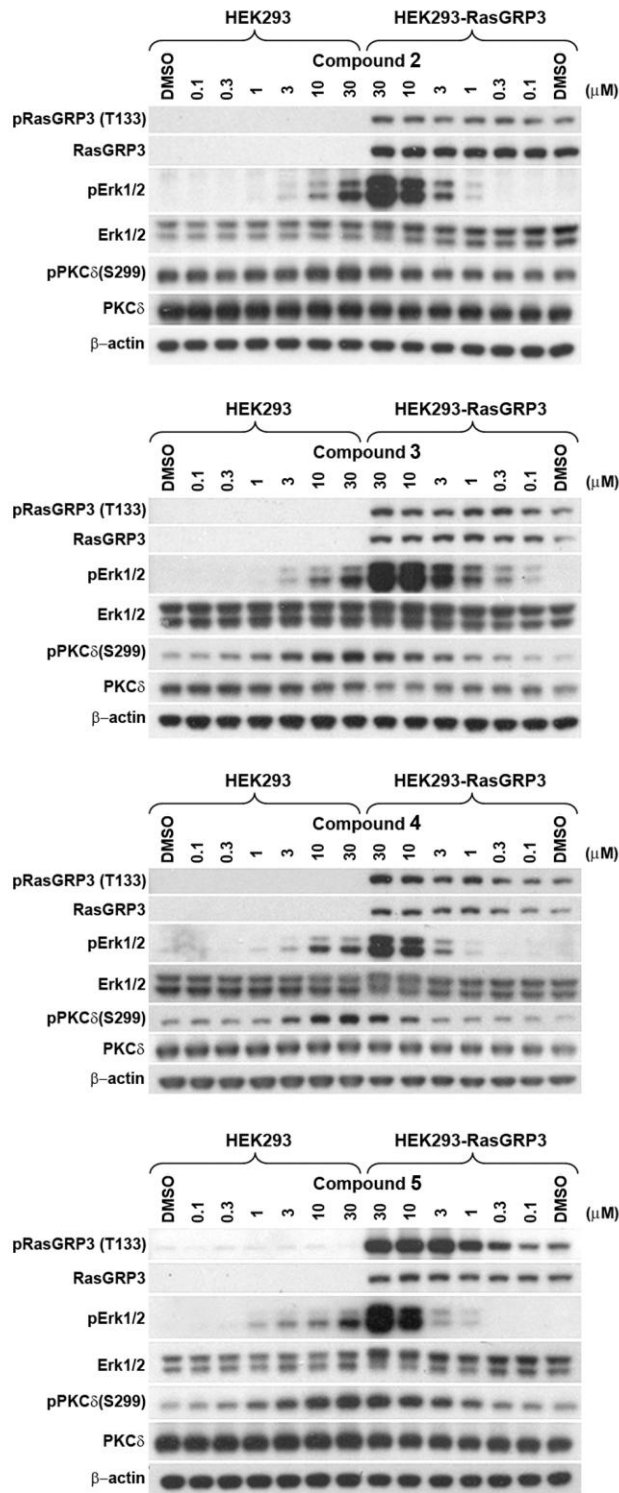 HEK293 HEK293-RasGRP3
Compound 2
DMSO 0.1 0.3 1 3 10 30 30 10 3 1 0.3 0.1 DMSO (μM)
pRasGRP3 (T133)
RasGRP3
pErk1/2
Erk1/2
pPKCδ(S299)
PKCδ
β–actin
HEK293 HEK293-RasGRP3
Compound 3
DMSO 0.1 0.3 1 3 10 30 30 10 3 1 0.3 0.1 DMSO (μM)
pRasGRP3 (T133)
RasGRP3
pErk1/2
Erk1/2
pPKCδ(S299)
PKCδ
β–actin
HEK293 HEK293-RasGRP3
Compound 4
DMSO 0.1 0.3 1 3 10 30 30 10 3 1 0.3 0.1 DMSO (μM)
pRasGRP3 (T133)
RasGRP3
pErk1/2
Erk1/2
pPKCδ(S299)
PKCδ
β–actin
HEK293 HEK293-RasGRP3
Compound 5
DMSO 0.1 0.3 1 3 10 30 30 10 3 1 0.3 0.1 DMSO (μM)
pRasGRP3 (T133)
RasGRP3
pErk1/2
Erk1/2
pPKCδ(S299)
PKCδ
β–actin